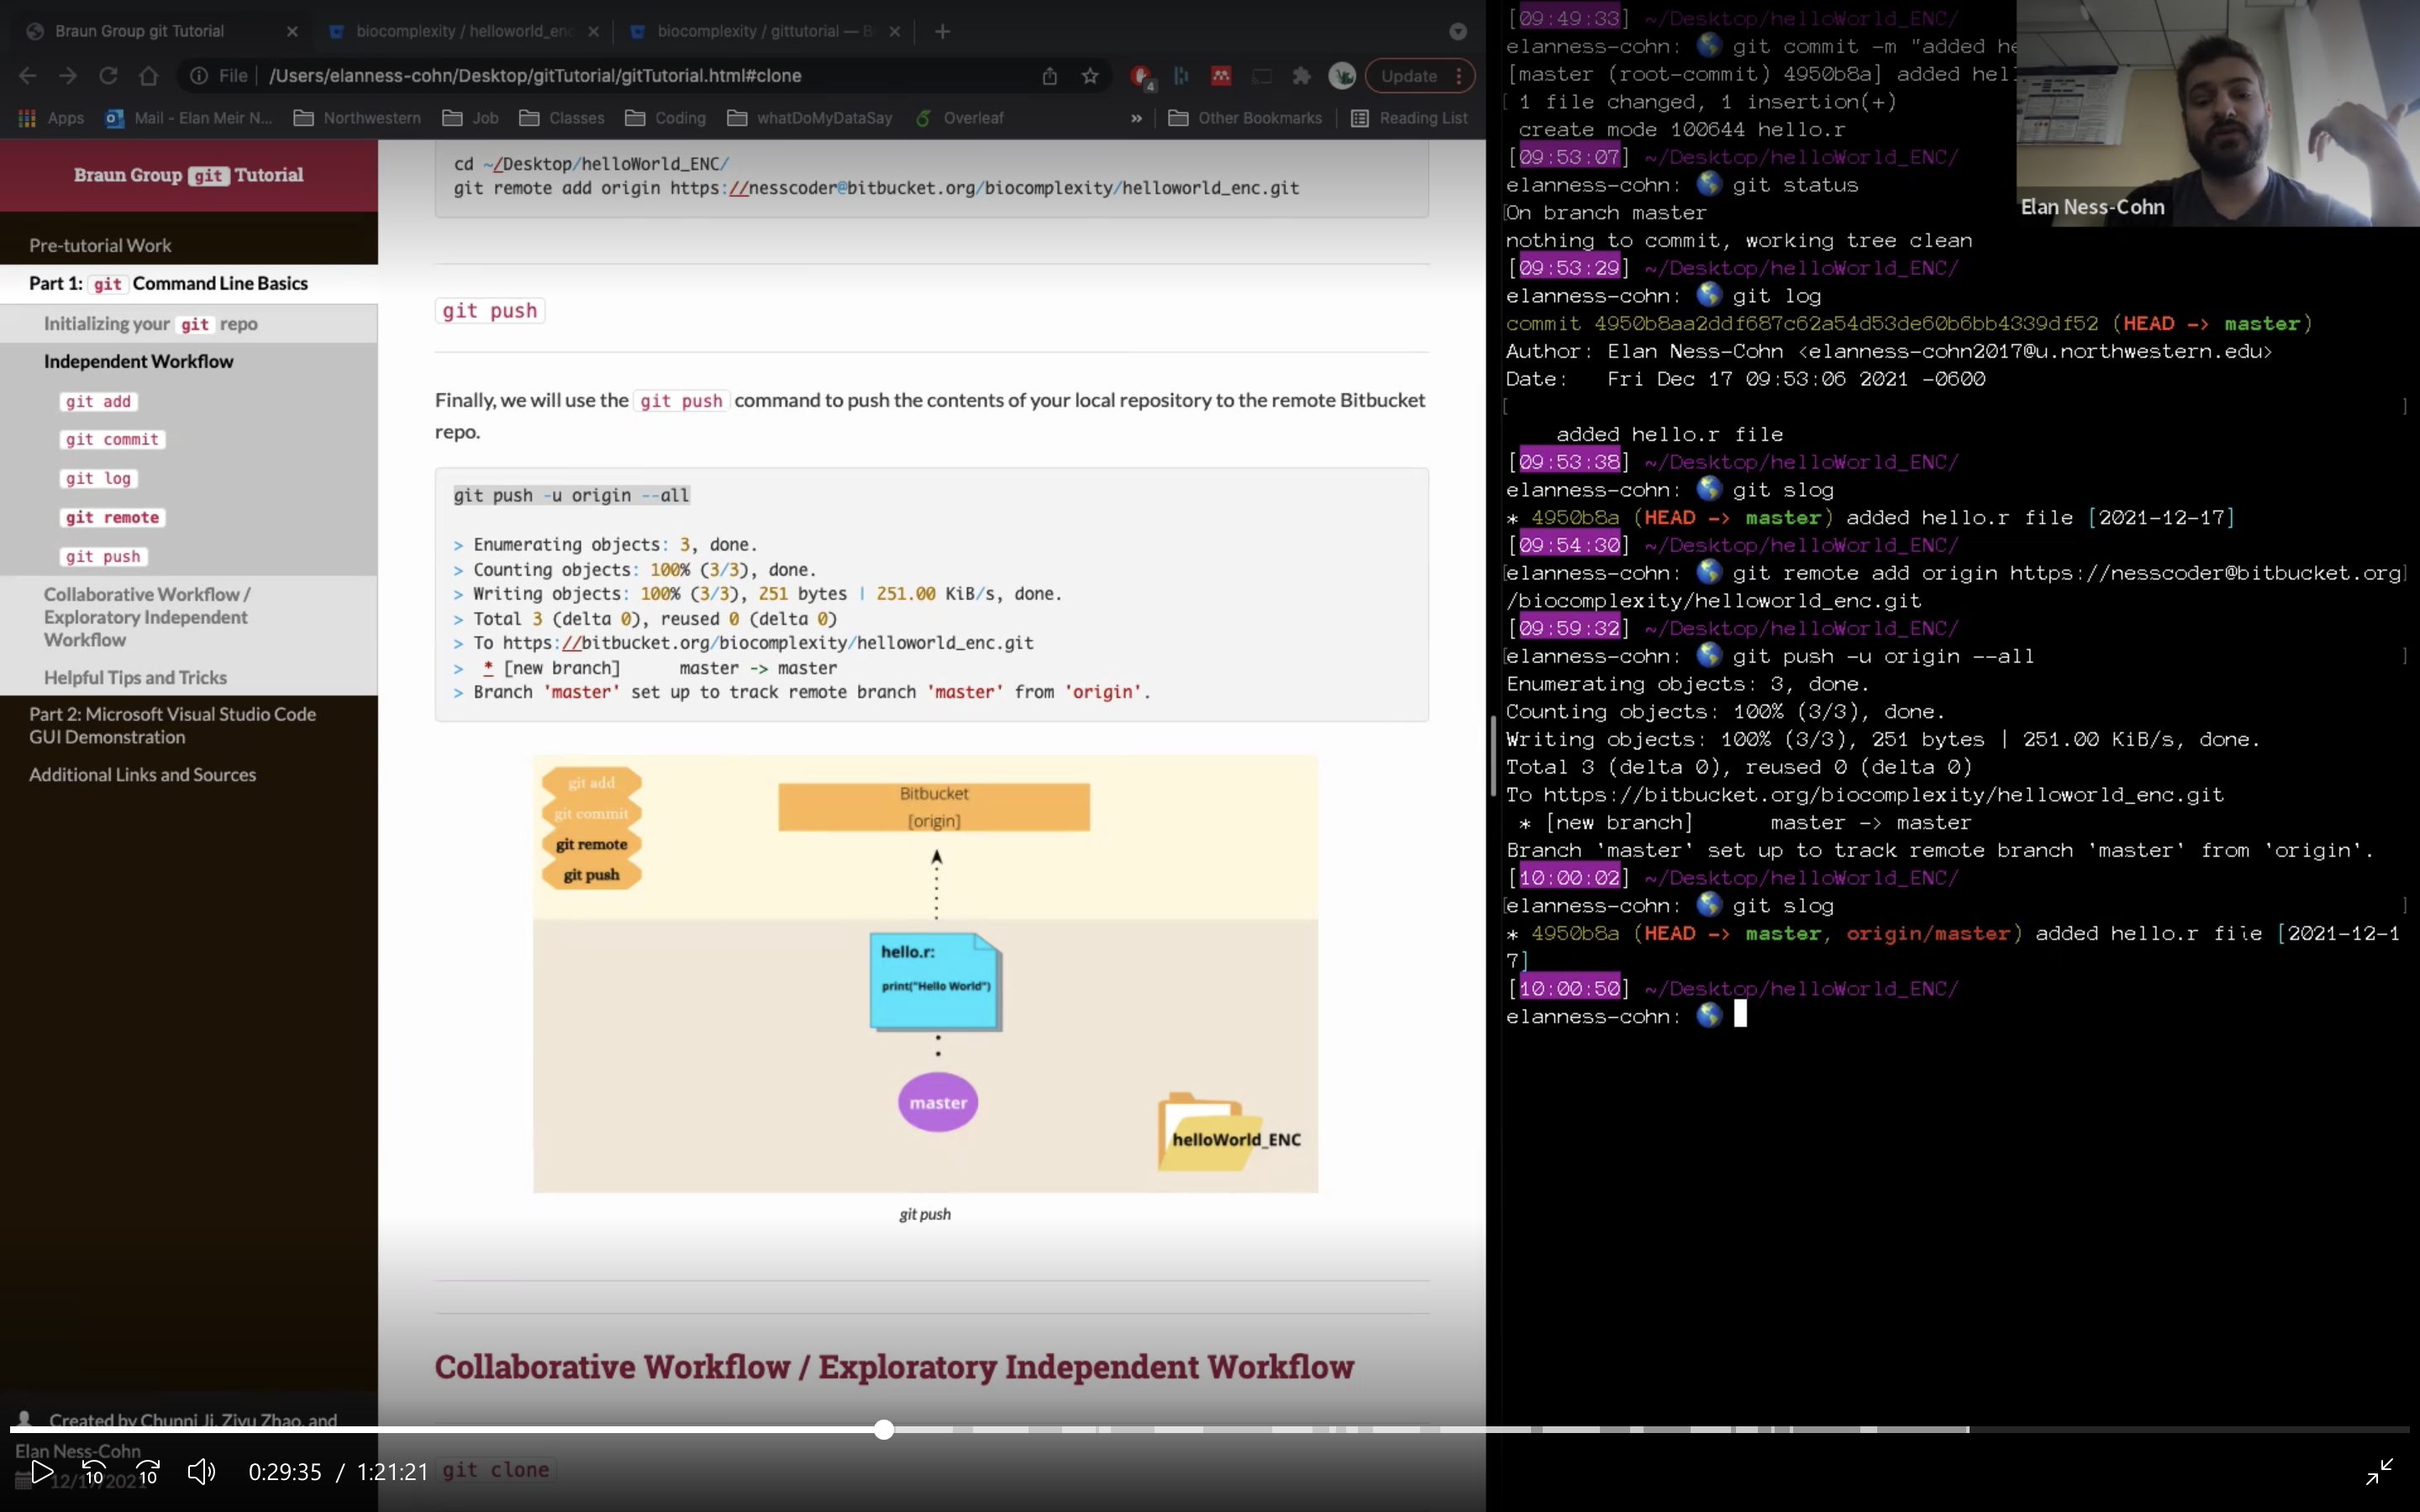 Braun Group git Tutorial
biocomplexity / helloworld_enc
biocomplexity / gittutorial — B
File
/Users/elanness-cohn/Desktop/gitTutorial/gitTutorial.html#clone
4
Update
Apps
Mail - Elan Meir N...
Northwestern
Job
Classes
Coding
whatDoMyDataSay
Overleaf
»
Other Bookmarks
Reading List
Braun Group git Tutorial
Pre-tutorial Work
Part 1: git Command Line Basics
Initializing your git repo
Independent Workflow
git add
git commit
git log
git remote
git push
Collaborative Workflow /
Exploratory Independent
Workflow
Helpful Tips and Tricks
Part 2: Microsoft Visual Studio Code
GUI Demonstration
Additional Links and Sources
Created by Chunni Ji, Ziyu Zhao, and
Elan Ness-Cohn
12/17/2021
cd ~/Desktop/helloWorld_ENC/
git remote add origin https://nesscoder@bitbucket.org/biocomplexity/helloworld_enc.git
git push
Finally, we will use the git push command to push the contents of your local repository to the remote Bitbucket
repo.
git push -u origin --all
> Enumerating objects: 3, done.
> Counting objects: 100% (3/3), done.
> Writing objects: 100% (3/3), 251 bytes | 251.00 KiB/s, done.
> Total 3 (delta 0), reused 0 (delta 0)
> To https://bitbucket.org/biocomplexity/helloworld_enc.git
> * [new branch]      master -> master
> Branch 'master' set up to track remote branch 'master' from 'origin'.
git add
git commit
git remote
git push
Bitbucket
[origin]
hello.r:
print("Hello World")
master
helloWorld_ENC
git push
Collaborative Workflow / Exploratory Independent Workflow
git clone
10
10
0:29:35 / 1:21:21
[09:49:33] ~/Desktop/helloWorld_ENC/
elanness-cohn: 🌎 git commit -m "added he
[master (root-commit) 4950b8a] added hel
1 file changed, 1 insertion(+)
create mode 100644 hello.r
[09:53:07] ~/Desktop/helloWorld_ENC/
elanness-cohn: 🌎 git status
On branch master
nothing to commit, working tree clean
[09:53:29] ~/Desktop/helloWorld_ENC/
elanness-cohn: 🌎 git log
commit 4950b8aa2ddf687c62a54d53de60b6bb4339df52 (HEAD -> master)
Author: Elan Ness-Cohn <elanness-cohn2017@u.northwestern.edu>
Date:   Fri Dec 17 09:53:06 2021 -0600
added hello.r file
[09:53:38] ~/Desktop/helloWorld_ENC/
elanness-cohn: 🌎 git slog
* 4950b8a (HEAD -> master) added hello.r file [2021-12-17]
[09:54:30] ~/Desktop/helloWorld_ENC/
elanness-cohn: 🌎 git remote add origin https://nesscoder@bitbucket.org
/biocomplexity/helloworld_enc.git
[09:59:32] ~/Desktop/helloWorld_ENC/
elanness-cohn: 🌎 git push -u origin --all
Enumerating objects: 3, done.
Counting objects: 100% (3/3), done.
Writing objects: 100% (3/3), 251 bytes | 251.00 KiB/s, done.
Total 3 (delta 0), reused 0 (delta 0)
To https://bitbucket.org/biocomplexity/helloworld_enc.git
* [new branch]      master -> master
Branch 'master' set up to track remote branch 'master' from 'origin'.
[10:00:02] ~/Desktop/helloWorld_ENC/
elanness-cohn: 🌎 git slog
* 4950b8a (HEAD -> master, origin/master) added hello.r file [2021-12-1
7]
[10:00:50] ~/Desktop/helloWorld_ENC/
elanness-cohn: 🌎
Elan Ness-Cohn